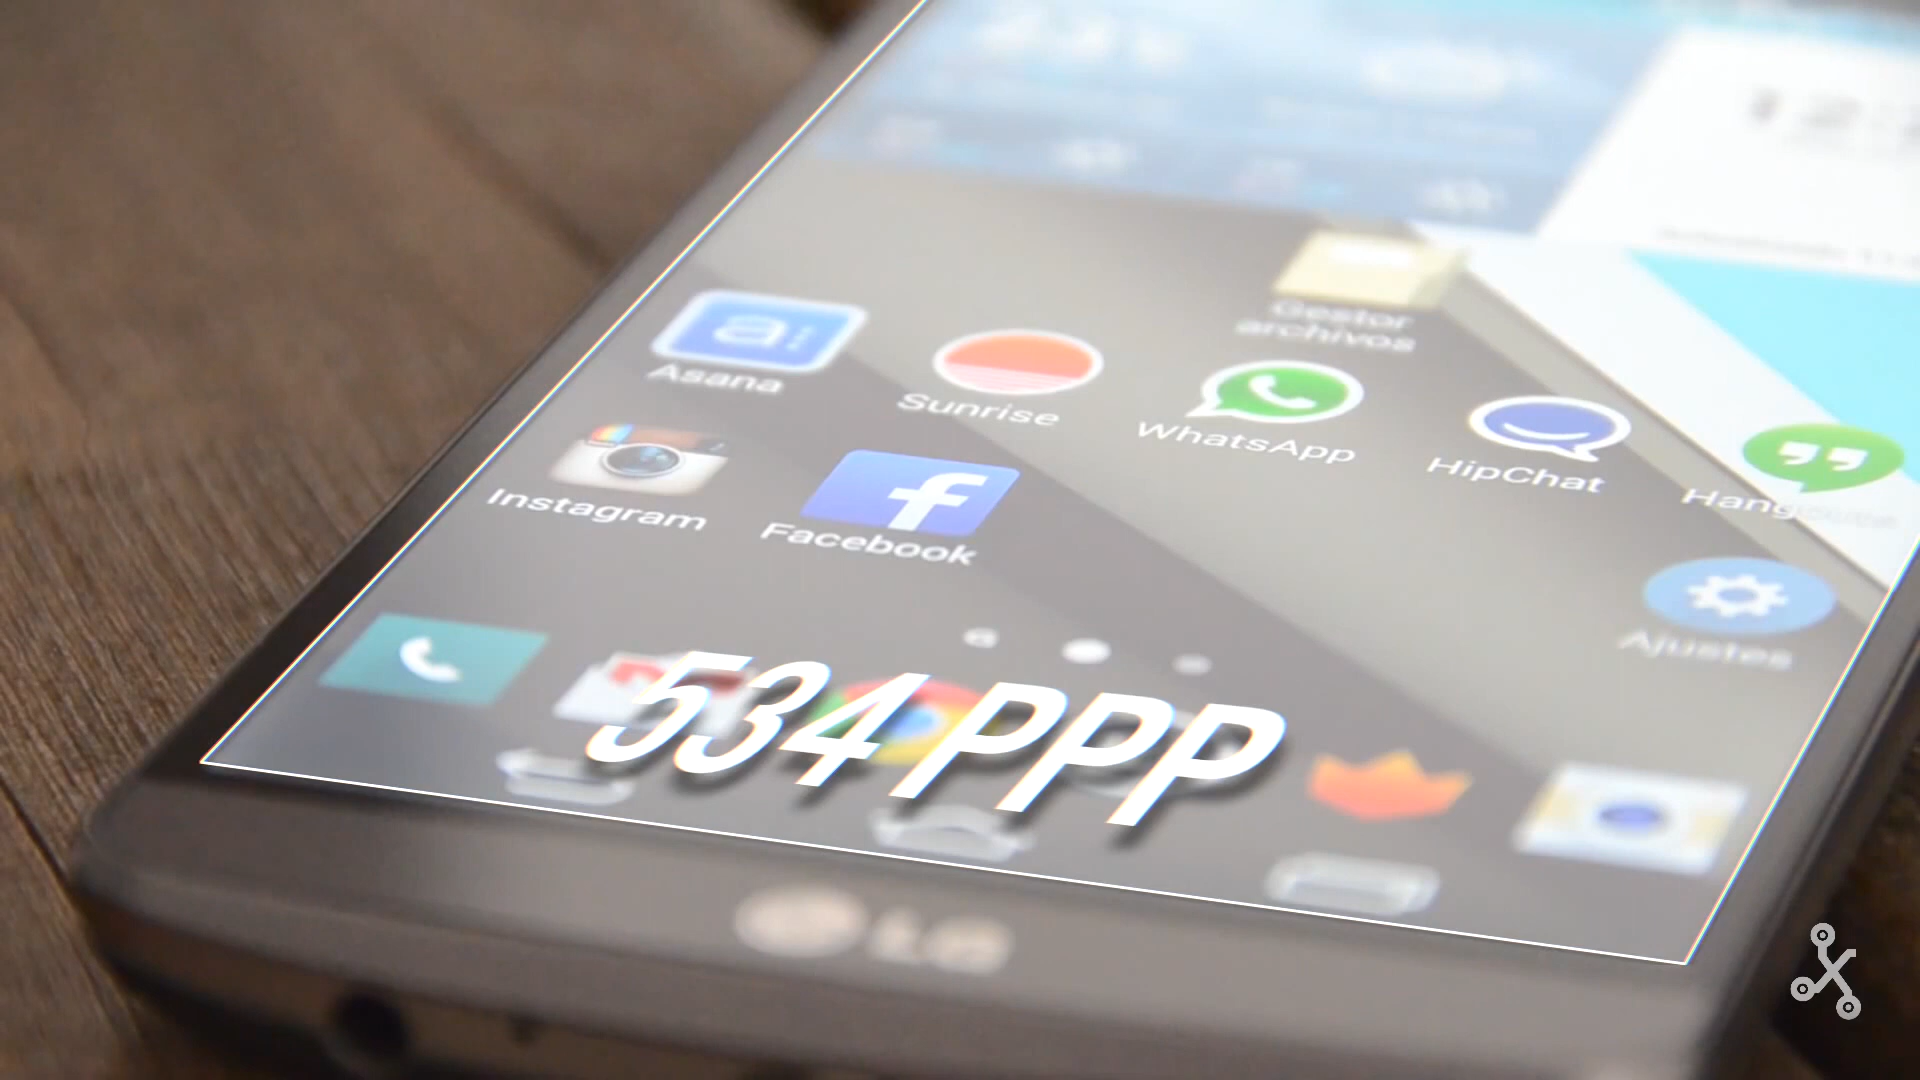 Gestor
archivos
Asana
Sunrise
WhatsApp
HipChat
Instagram
Facebook
Ajustes
534 PPP
LG